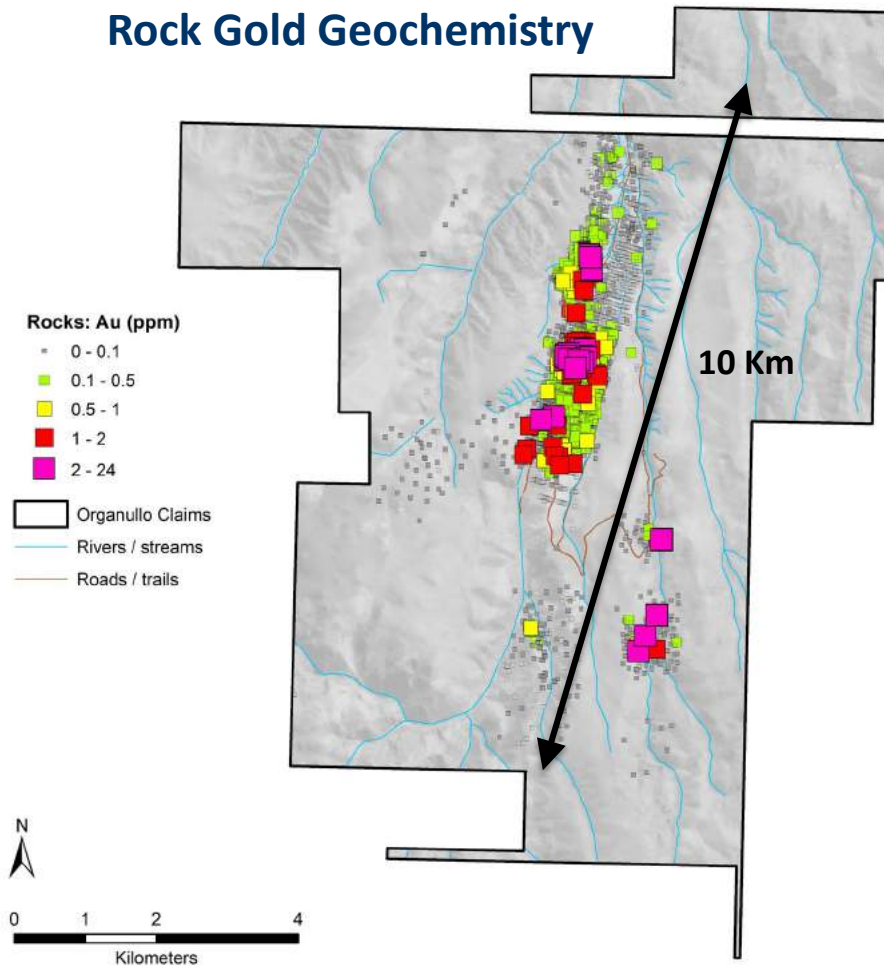 Rock Gold Geochemistry
10 Km
Rocks: Au (ppm)
0 - 0.1
0.1 - 0.5
0.5 - 1
1 - 2
2 - 24
Organullo Claims
Rivers / streams
Roads / trails
N
0 1 2 4
Kilometers